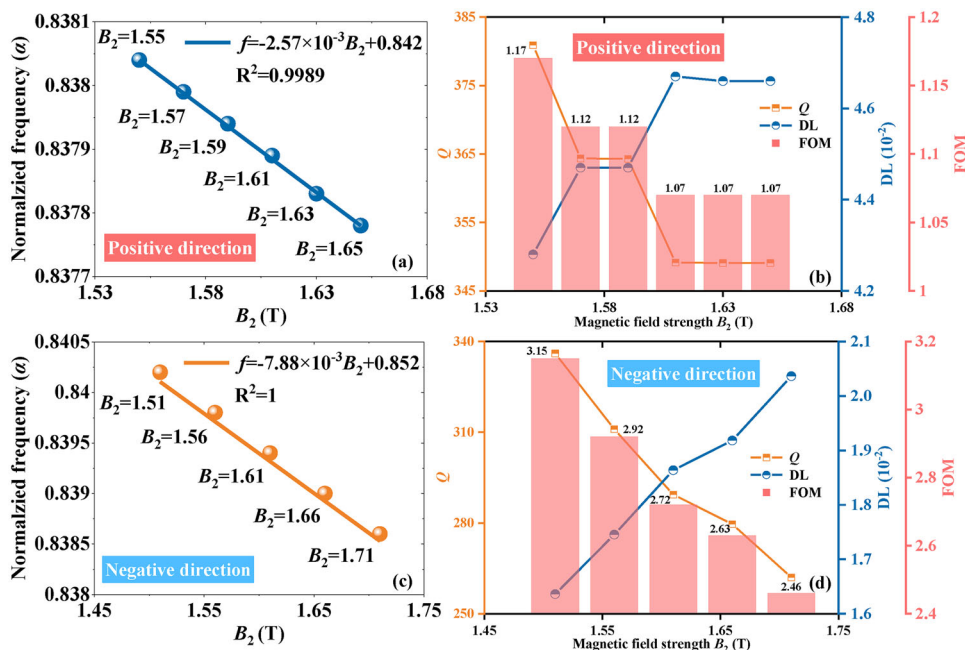 0.8381
0.838
0.8379
0.8378
0.8377
Normalzied frequency (α)
B₂=1.55
B₂=1.57
B₂=1.59
B₂=1.61
B₂=1.63
B₂=1.65
f=-2.57×10⁻³B₂+0.842
R²=0.9989
Positive direction
(a)
1.53 1.58 1.63 1.68
B₂ (T)
385
375
365
355
345
Q
Positive direction
1.17
1.12
1.12
1.07
1.07
1.07
Q
DL
FOM
(b)
1.53 1.58 1.63 1.68
Magnetic field strength B₂ (T)
4.8
4.6
4.4
4.2
DL (10⁻²)
1.2
1.15
1.1
1.05
1
FOM
0.8405
0.84
0.8395
0.839
0.8385
0.838
Normalzied frequency (α)
B₂=1.51
B₂=1.56
B₂=1.61
B₂=1.66
B₂=1.71
f=-7.88×10⁻³B₂+0.852
R²=1
Negative direction
(c)
1.45 1.55 1.65 1.75
B₂ (T)
340
310
280
250
Q
Negative direction
3.15
2.92
2.72
2.63
2.46
Q
DL
FOM
(d)
1.45 1.55 1.65 1.75
Magnetic field strength B₂ (T)
2.1
2.0
1.9
1.8
1.7
1.6
DL (10⁻²)
3.2
3
2.8
2.6
2.4
FOM